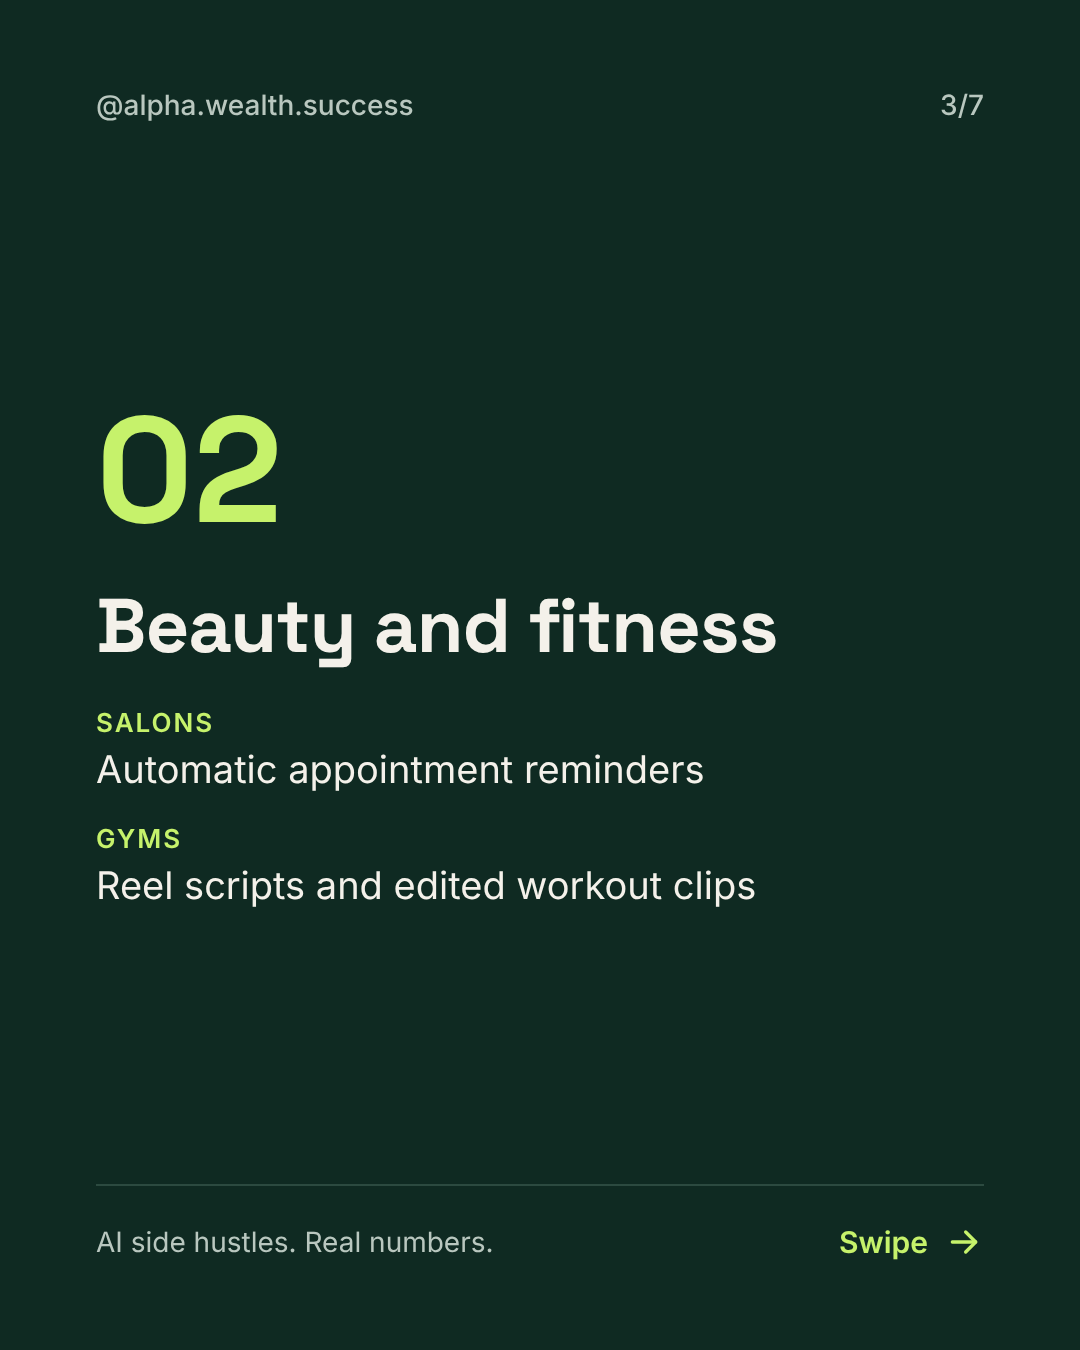 @alpha.wealth.success
3/7
02
Beauty and fitness
SALONS
Automatic appointment reminders
GYMS
Reel scripts and edited workout clips
AI side hustles. Real numbers.
Swipe →